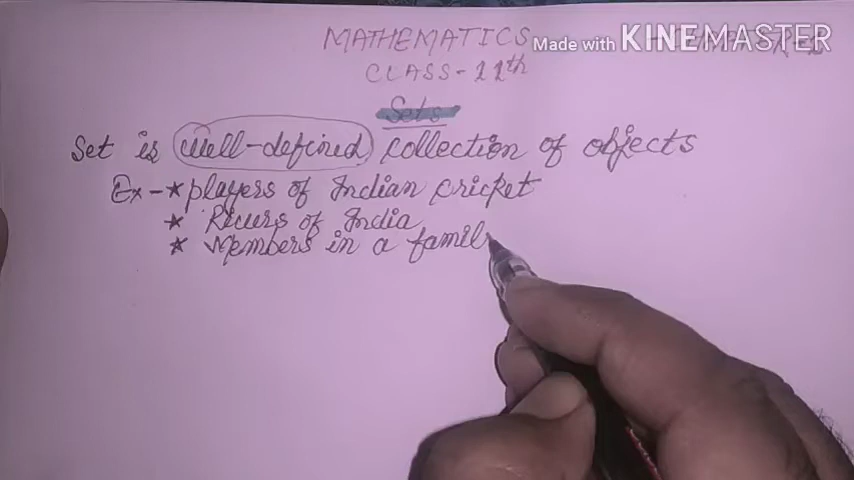 MATHEMATICS
Made with KINEMASTER
CLASS-11th
Sets
Set is well-defined collection of objects
Ex-*players of Indian cricket
* Rivers of India
* Members in a famil